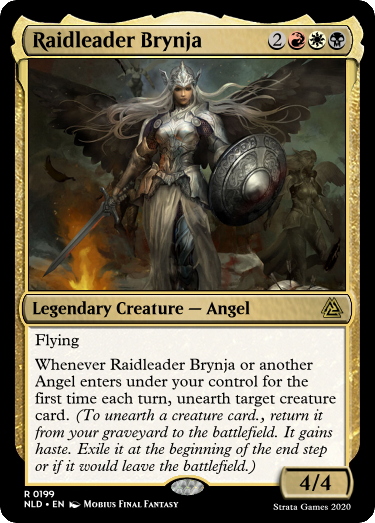 Raidleader Brynja 2
Legendary Creature — Angel
Flying
Whenever Raidleader Brynja or another
Angel enters under your control for the
first time each turn, unearth target creature
card. (To unearth a creature card., return it
from your graveyard to the battlefield. It gains
haste. Exile it at the beginning of the end step
or if it would leave the battlefield.)
4/4
R 0199
NLD • EN Mobius Final Fantasy
Strata Games 2020